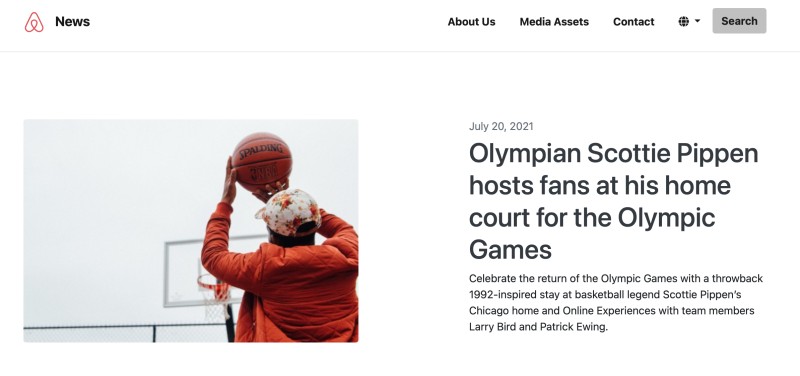 News
About Us
Media Assets
Contact
Search
SPALDING
July 20, 2021
Olympian Scottie Pippen
hosts fans at his home
court for the Olympic
Games
Celebrate the return of the Olympic Games with a throwback
1992-inspired stay at basketball legend Scottie Pippen's
Chicago home and Online Experiences with team members
Larry Bird and Patrick Ewing.